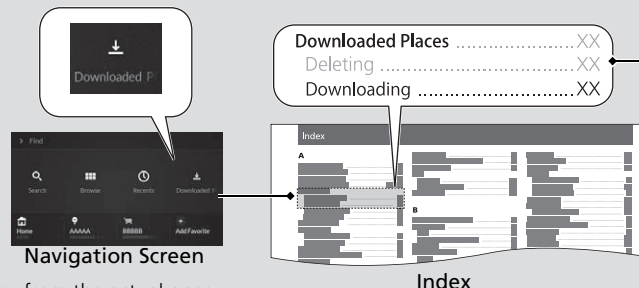 Downloaded P
Downloaded Places ........................ XX
Deleting ................................ XX
Downloading ............................ XX
Find
Search
Browse
Recents
Downloaded P
Home
AAAAA
BBBBB
Add Favorite
Navigation Screen
Index
A
B
Index